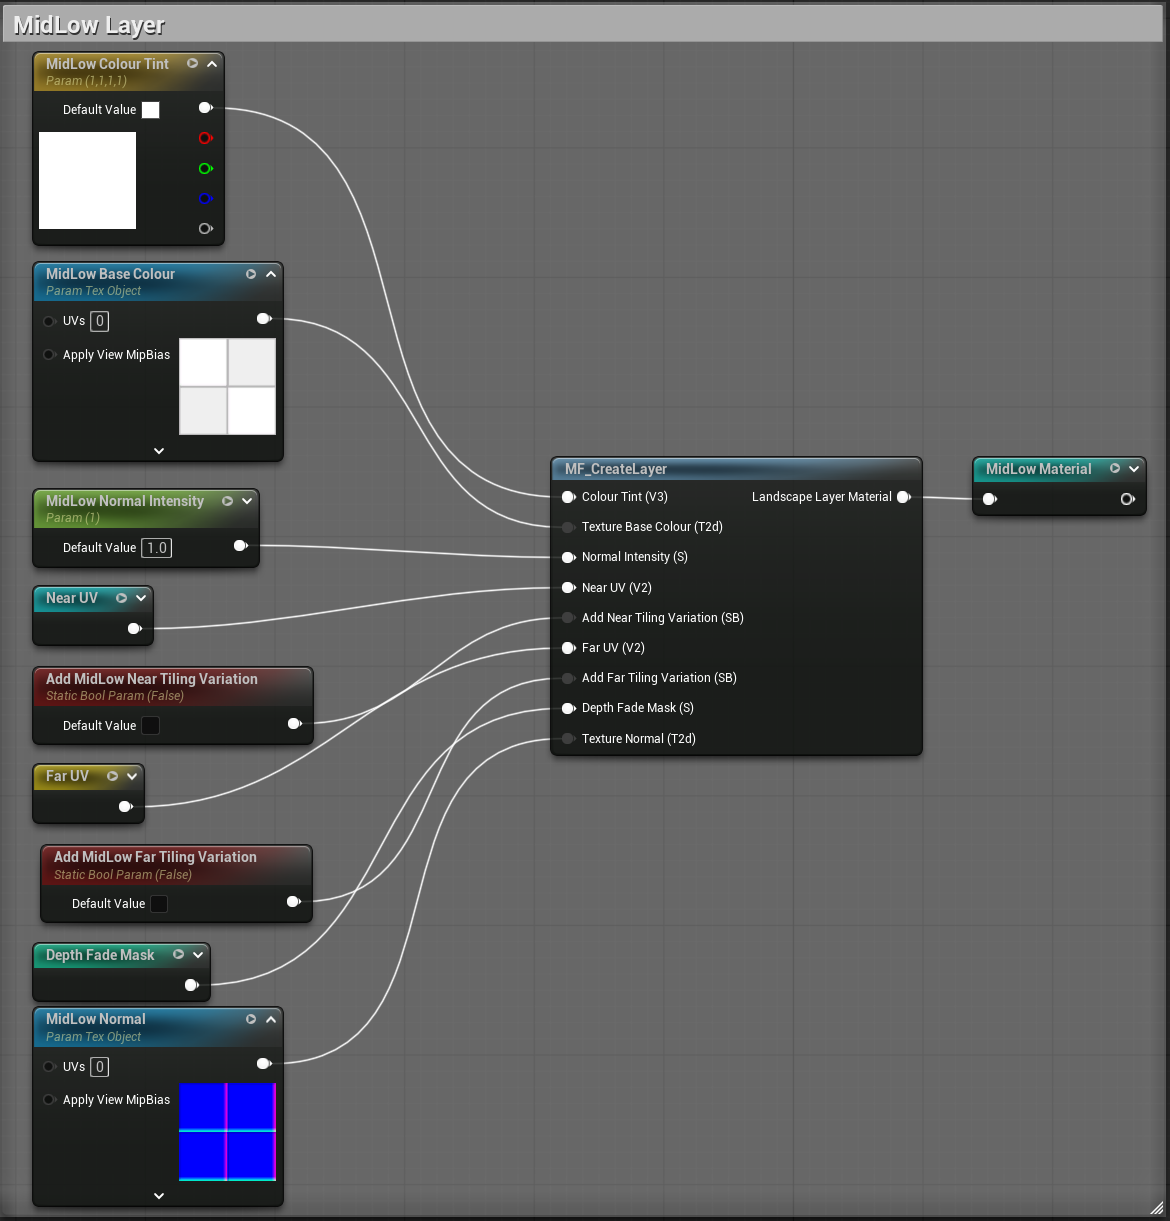 MidLow Layer
MidLow Colour Tint
Param (1,1,1,1)
Default Value
MidLow Base Colour
Param Tex Object
UVs 0
Apply View MipBias
MidLow Normal Intensity
Param (1)
Default Value 1.0
Near UV
Add MidLow Near Tiling Variation
Static Bool Param (False)
Default Value
Far UV
Add MidLow Far Tiling Variation
Static Bool Param (False)
Default Value
Depth Fade Mask
MidLow Normal
Param Tex Object
UVs 0
Apply View MipBias
MF_CreateLayer
Colour Tint (V3) Landscape Layer Material
Texture Base Colour (T2d)
Normal Intensity (S)
Near UV (V2)
Add Near Tiling Variation (SB)
Far UV (V2)
Add Far Tiling Variation (SB)
Depth Fade Mask (S)
Texture Normal (T2d)
MidLow Material